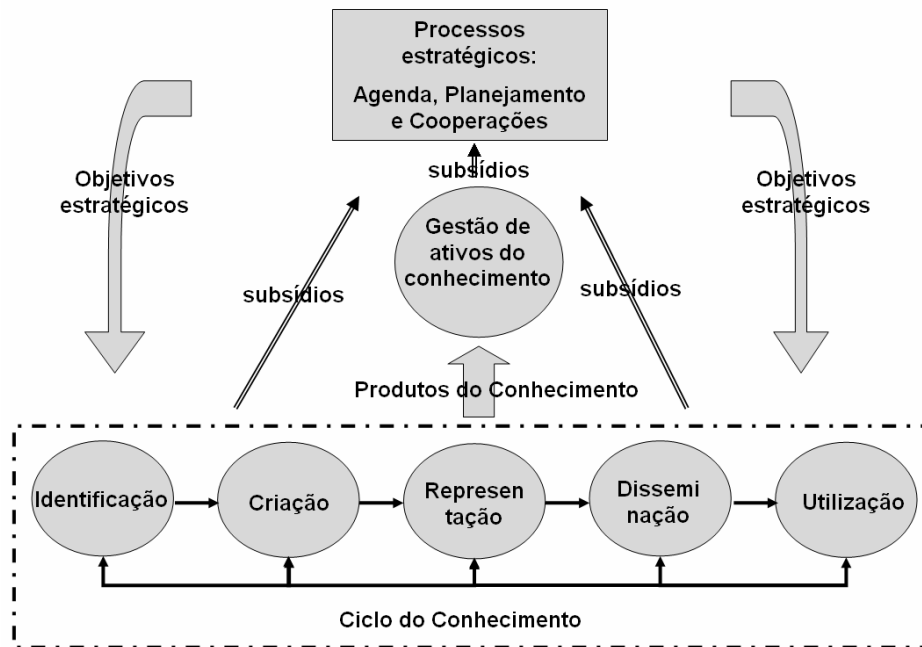 Processos
estratégicos:
Agenda, Planejamento
e Cooperações
subsídios
Objetivos
estratégicos
Objetivos
estratégicos
Gestão de
ativos do
conhecimento
subsídios
subsídios
Produtos do Conhecimento
Identificação
Criação
Represen
tação
Dissemi
nação
Utilização
Ciclo do Conhecimento